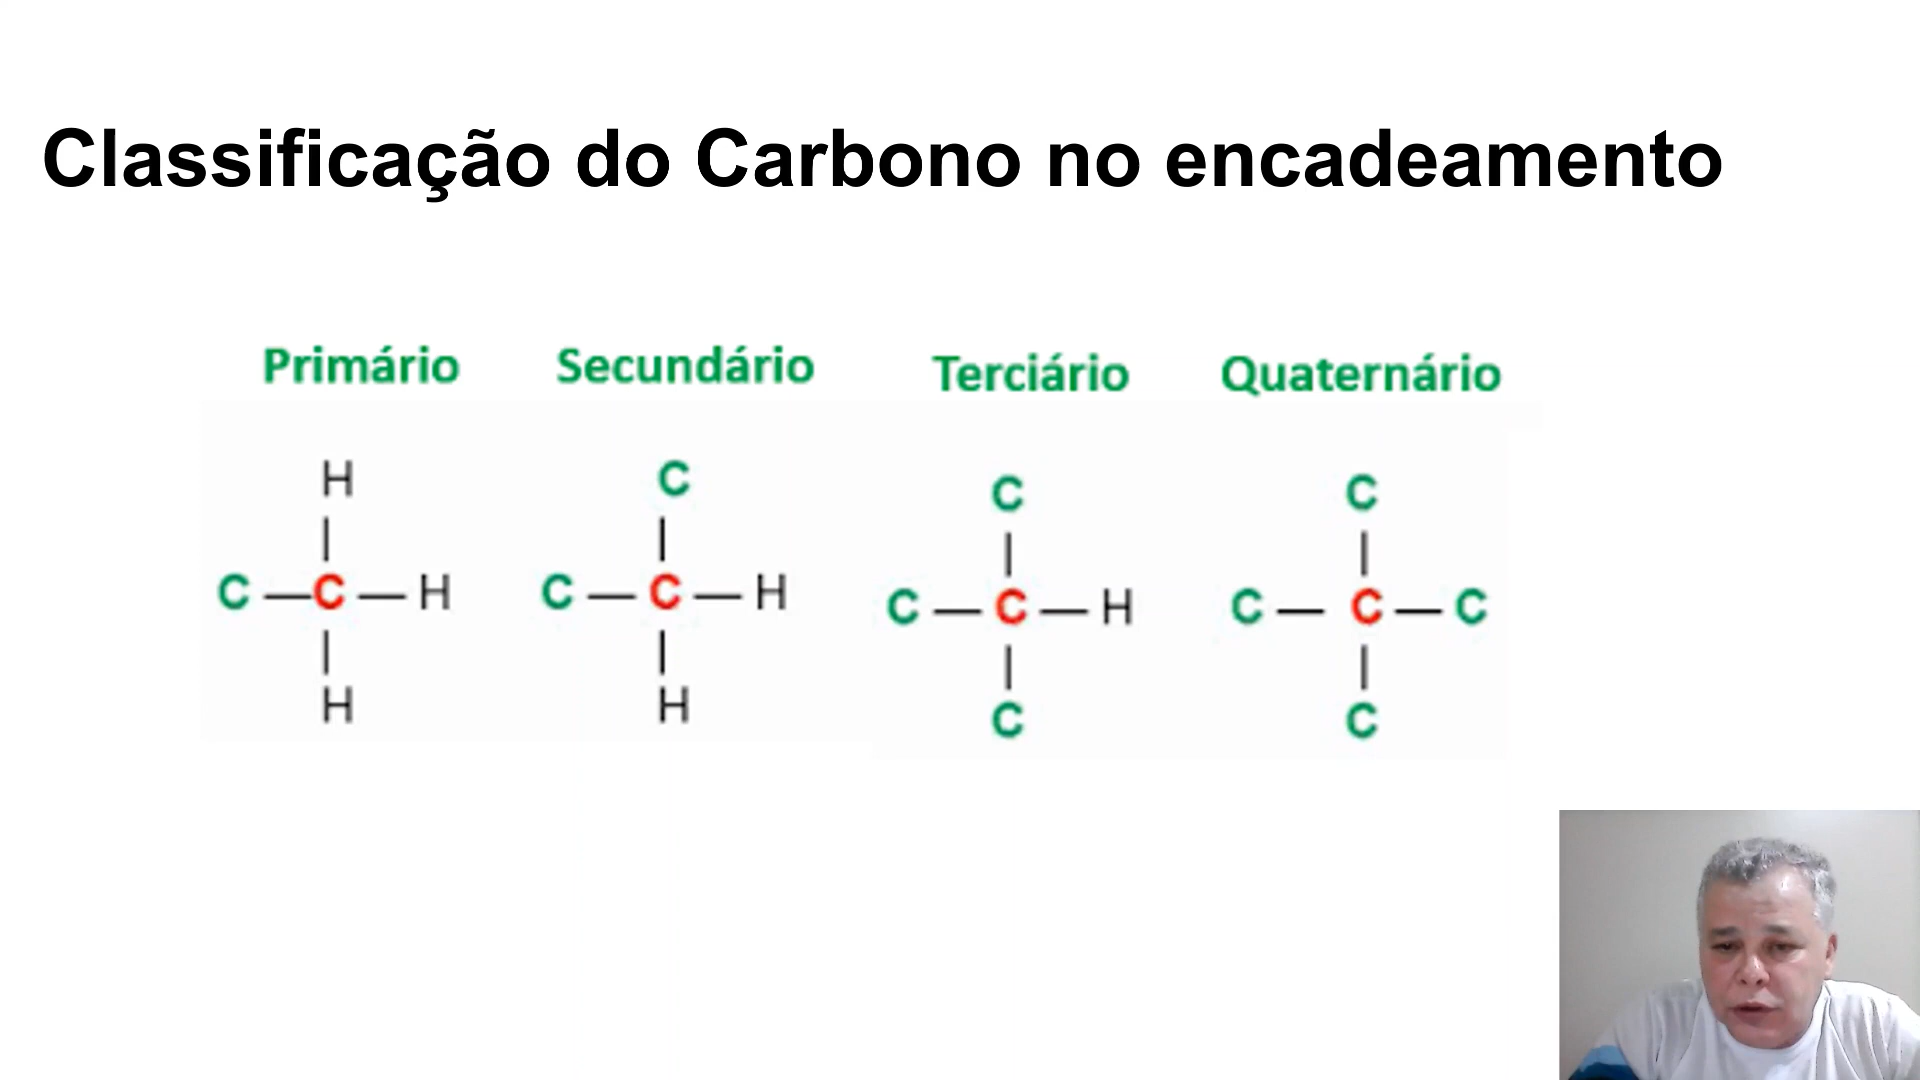 Classificação do Carbono no encadeamento
Primário Secundário Terciário Quaternário
H C C C
C — C — H C — C — H C — C — H C — C — C
H H C C